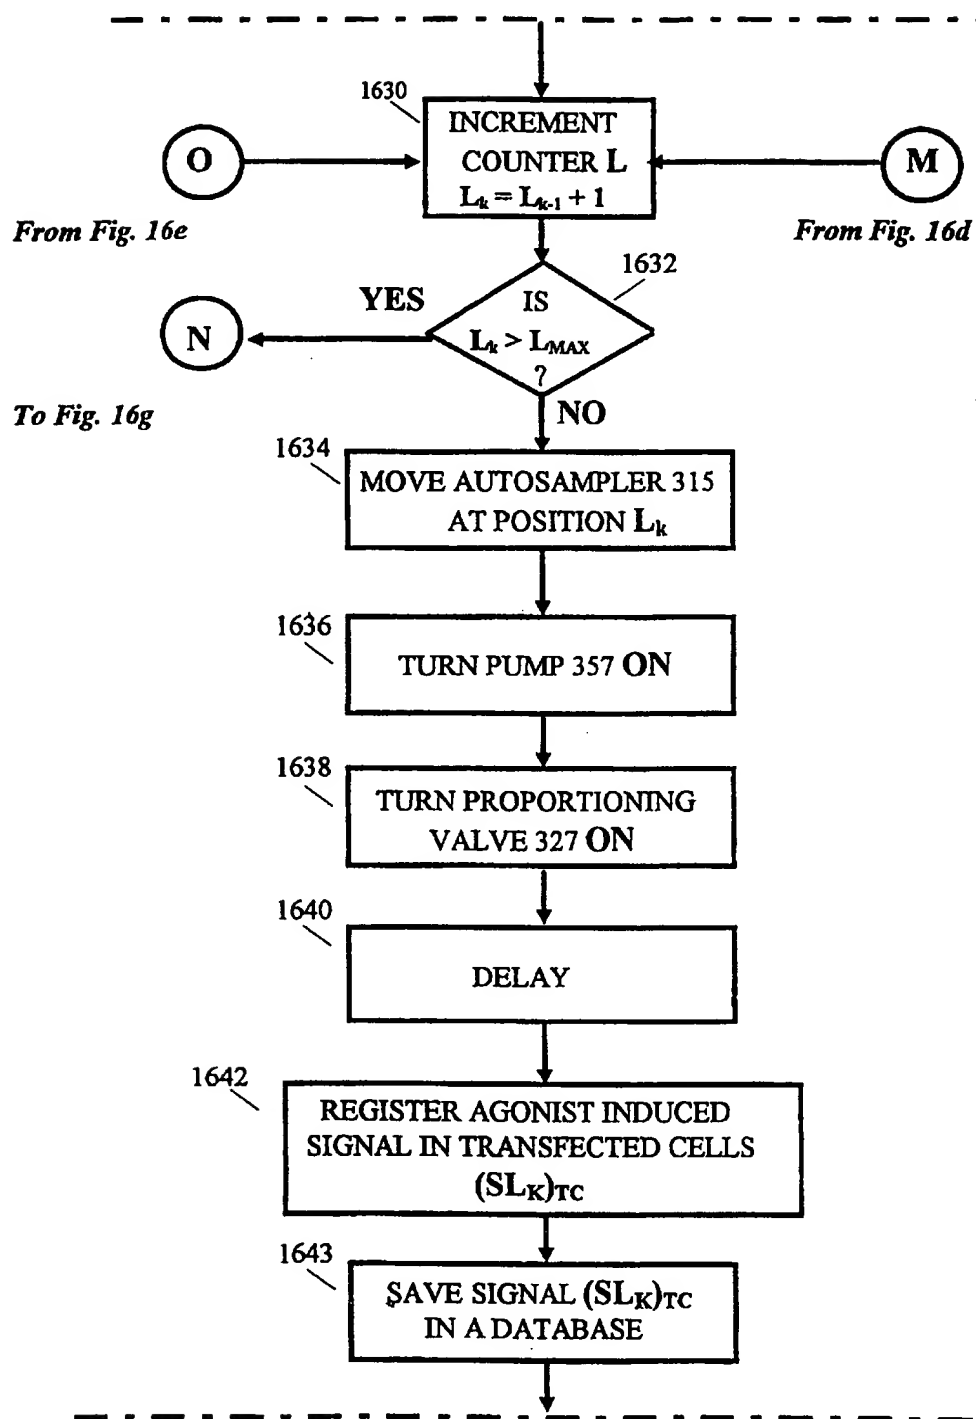 1630
INCREMENT
COUNTER L
Lk = Lk-1 + 1
O
M
From Fig. 16e
From Fig. 16d
1632
YES
IS
Lk > LMAX
?
N
NO
To Fig. 16g
1634
MOVE AUTOSAMPLER 315
AT POSITION Lk
1636
TURN PUMP 357 ON
1638
TURN PROPORTIONING
VALVE 327 ON
1640
DELAY
1642
REGISTER AGONIST INDUCED
SIGNAL IN TRANSFECTED CELLS
(SLK)TC
1643
SAVE SIGNAL (SLK)TC
IN A DATABASE